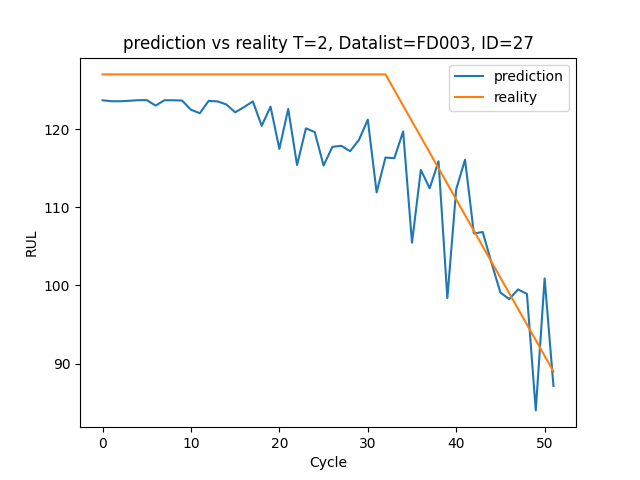 prediction vs reality T=2, Datalist=FD003, ID=27
prediction
reality
RUL
120
110
100
90
0 10 20 30 40 50
Cycle